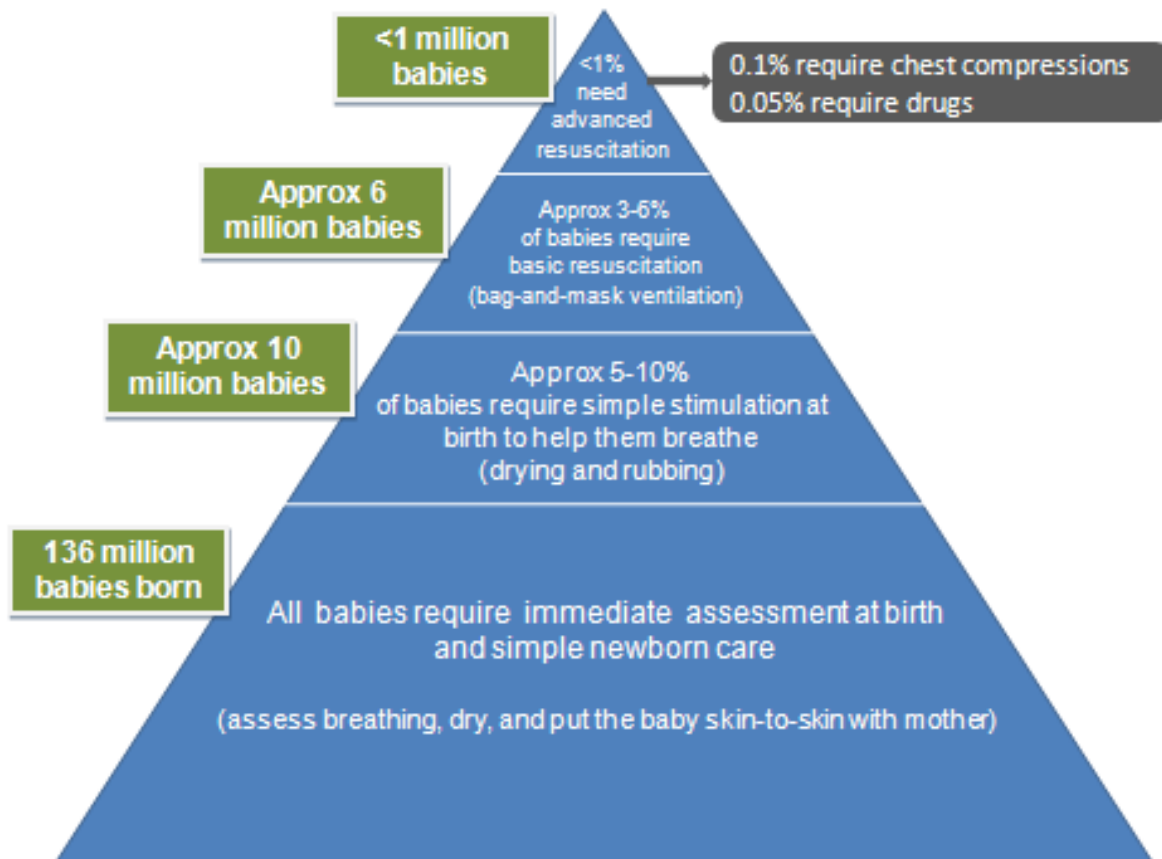 <1 million
babies
<1%
need
advanced
resuscitation
0.1% require chest compressions
0.05% require drugs
Approx 6
million babies
Approx 3-6%
of babies require
basic resuscitation
(bag-and-mask ventilation)
Approx 10
million babies
Approx 5-10%
of babies require simple stimulation at
birth to help them breathe
(drying and rubbing)
136 million
babies born
All babies require immediate assessment at birth
and simple newborn care
(assess breathing, dry, and put the baby skin-to-skin with mother)